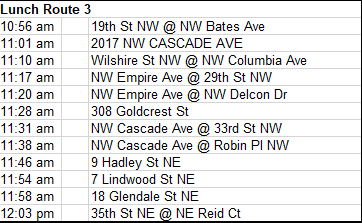 Lunch Route 3
10:56 am 19th St NW @ NW Bates Ave
11:01 am 2017 NW CASCADE AVE
11:10 am Wilshire St NW @ NW Columbia Ave
11:17 am NW Empire Ave @ 29th St NW
11:20 am NW Empire Ave @ NW Delcon Dr
11:28 am 308 Goldcrest St
11:31 am NW Cascade Ave @ 33rd St NW
11:38 am NW Cascade Ave @ Robin Pl NW
11:46 am 9 Hadley St NE
11:54 am 7 Lindwood St NE
11:58 am 18 Glendale St NE
12:03 pm 35th St NE @ NE Reid Ct